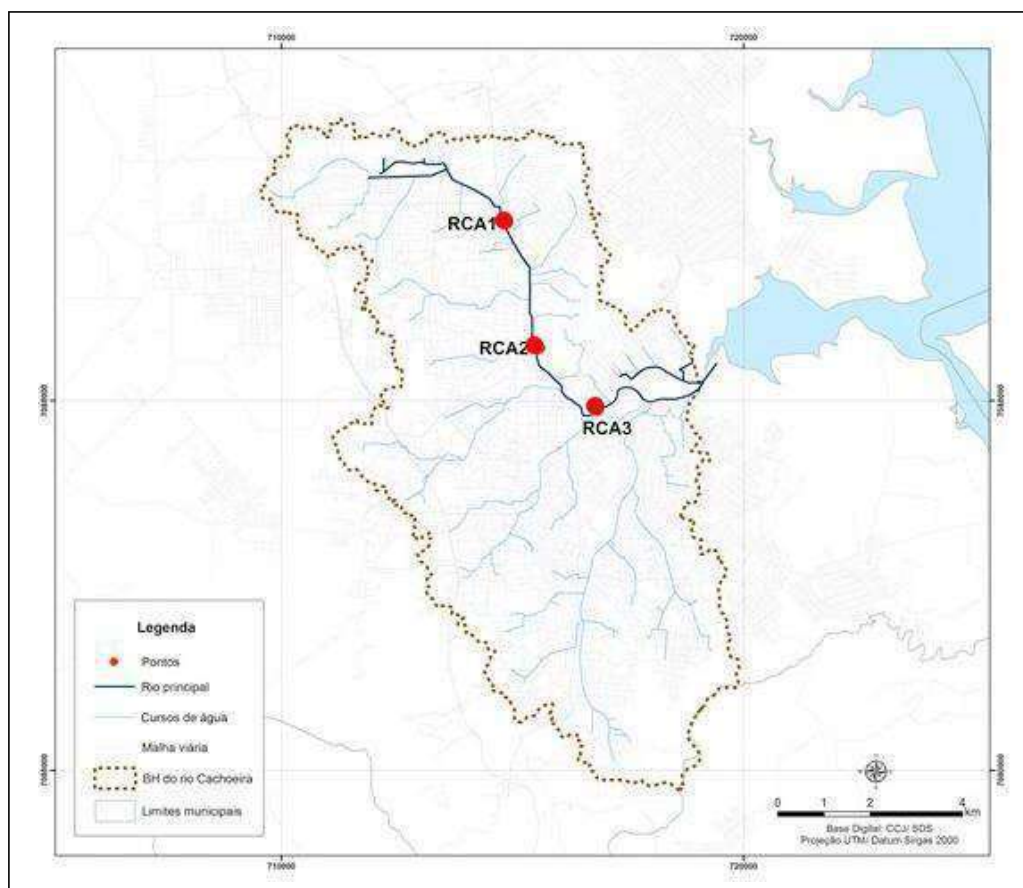 710000
720000
RCA1
RCA2
RCA3
Legenda
Pontos
Rio principal
Cursos de água
Malha viária
BH do rio Cachoeira
Limites municipais
0 1 2 4
km
Base Digital: CCJ/ SDS
Projeção UTM/ Datum Sirgas 2000
710000
720000